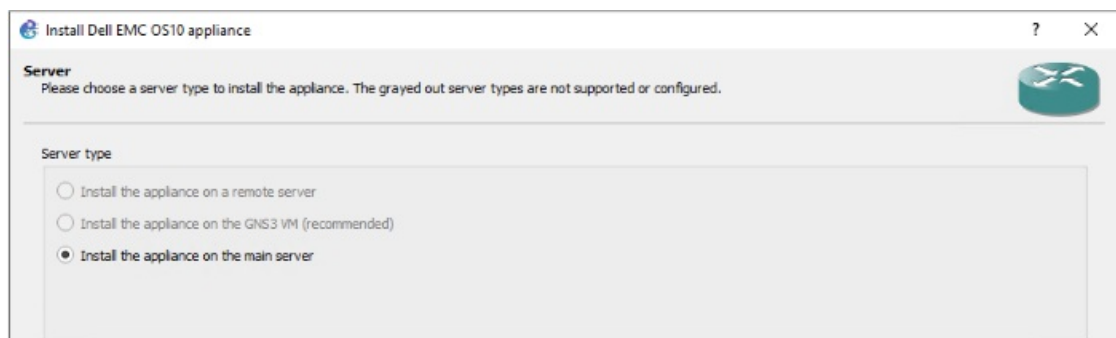 Install Dell EMC OS10 appliance
?
Server
Please choose a server type to install the appliance. The grayed out server types are not supported or configured.
Server type
Install the appliance on a remote server
Install the appliance on the GNS3 VM (recommended)
Install the appliance on the main server